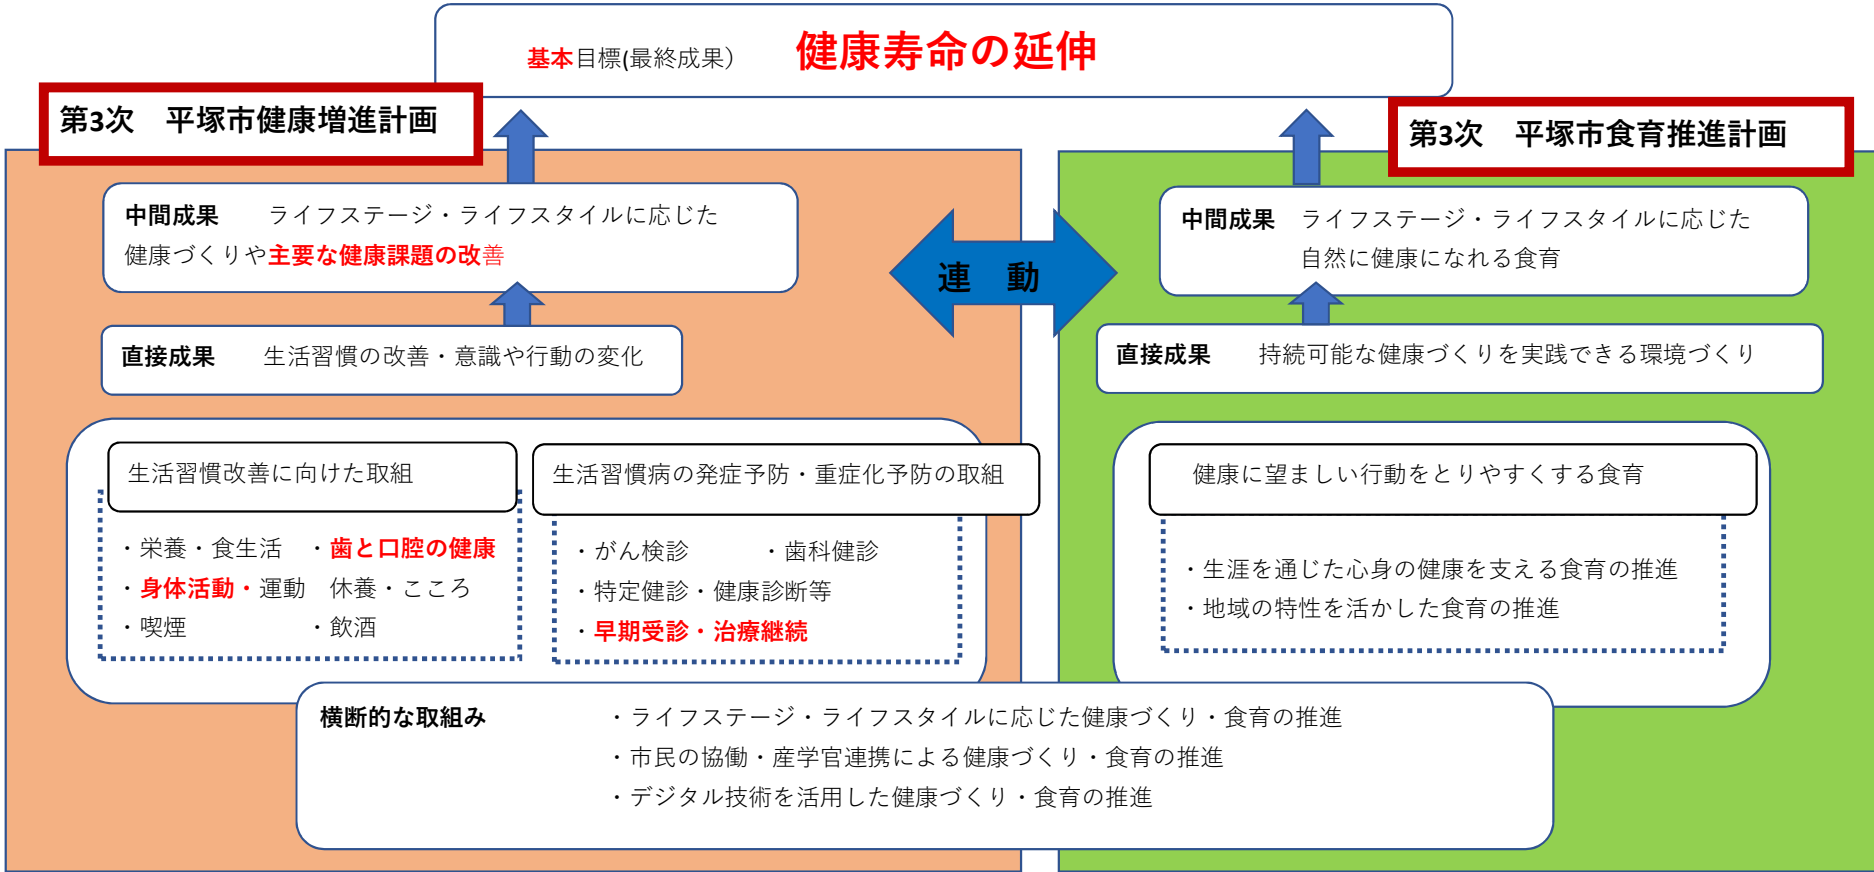 基本目標(最終成果） 健康寿命の延伸
第3次　平塚市健康増進計画
中間成果　ライフステージ・ライフスタイルに応じた
健康づくりや主要な健康課題の改善
直接成果　生活習慣の改善・意識や行動の変化
生活習慣改善に向けた取組
・栄養・食生活　・歯と口腔の健康
・身体活動・運動　休養・こころ
・喫煙　・飲酒
生活習慣病の発症予防・重症化予防の取組
・がん検診　・歯科健診
・特定健診・健康診断等
・早期受診・治療継続
連　動
第3次　平塚市食育推進計画
中間成果　ライフステージ・ライフスタイルに応じた
自然に健康になれる食育
直接成果　持続可能な健康づくりを実践できる環境づくり
健康に望ましい行動をとりやすくする食育
・生涯を通じた心身の健康を支える食育の推進
・地域の特性を活かした食育の推進
横断的な取組み　・ライフステージ・ライフスタイルに応じた健康づくり・食育の推進
・市民の協働・産学官連携による健康づくり・食育の推進
・デジタル技術を活用した健康づくり・食育の推進